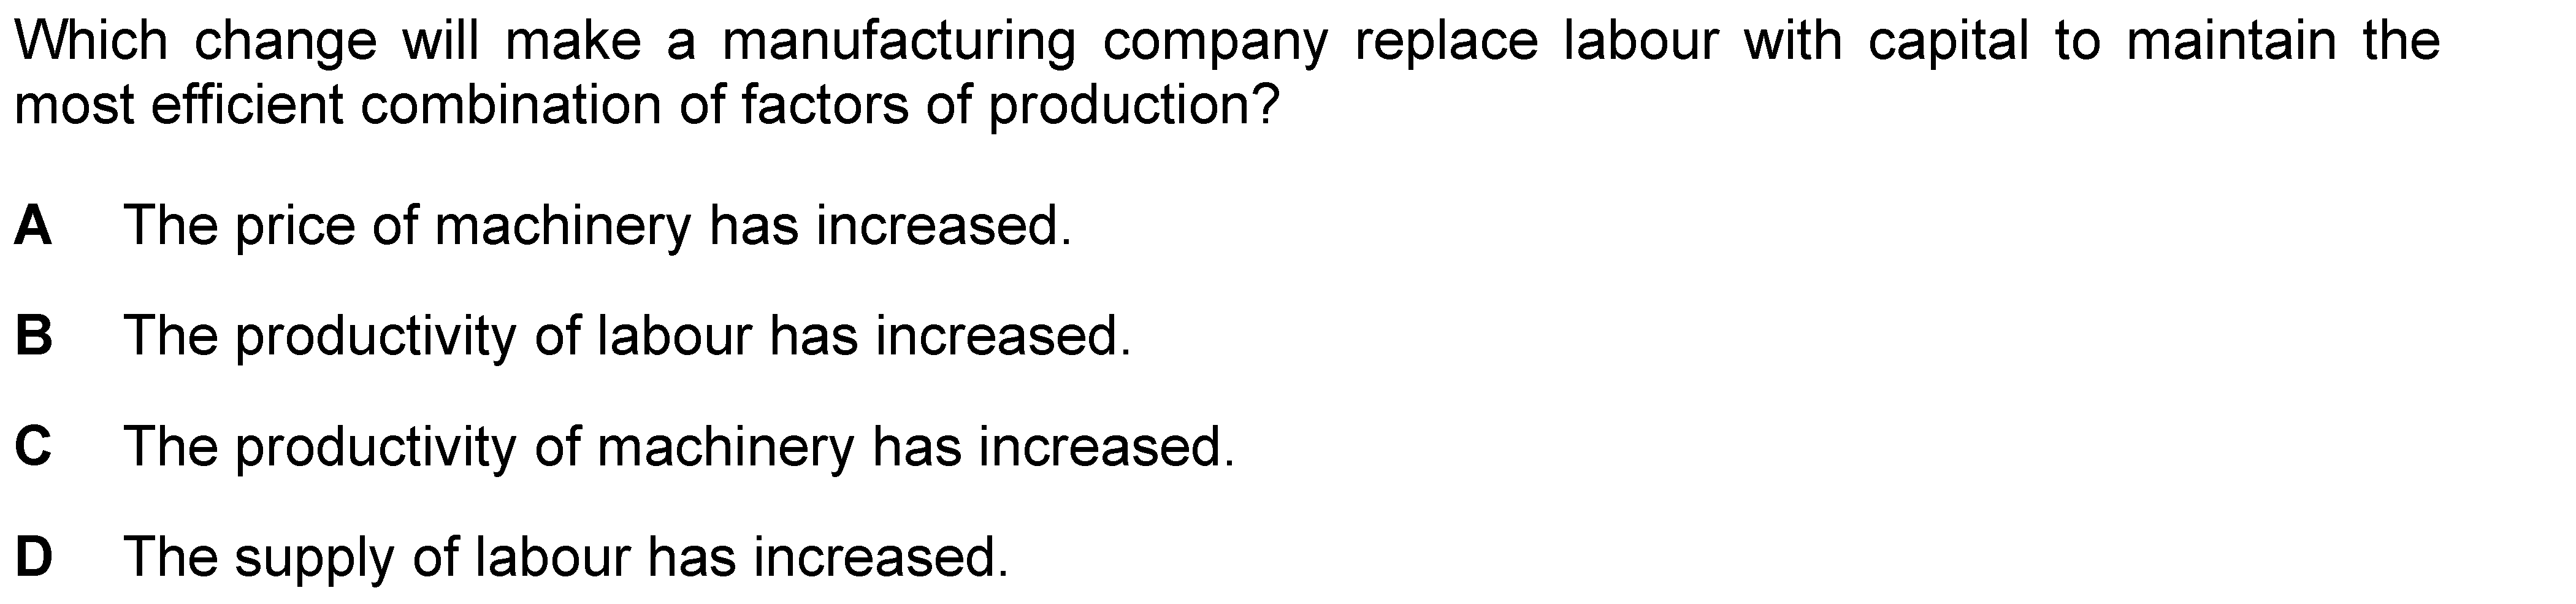 Which change will make a manufacturing company replace labour with capital to maintain the
most efficient combination of factors of production?
A The price of machinery has increased.
B The productivity of labour has increased.
C The productivity of machinery has increased.
D The supply of labour has increased.